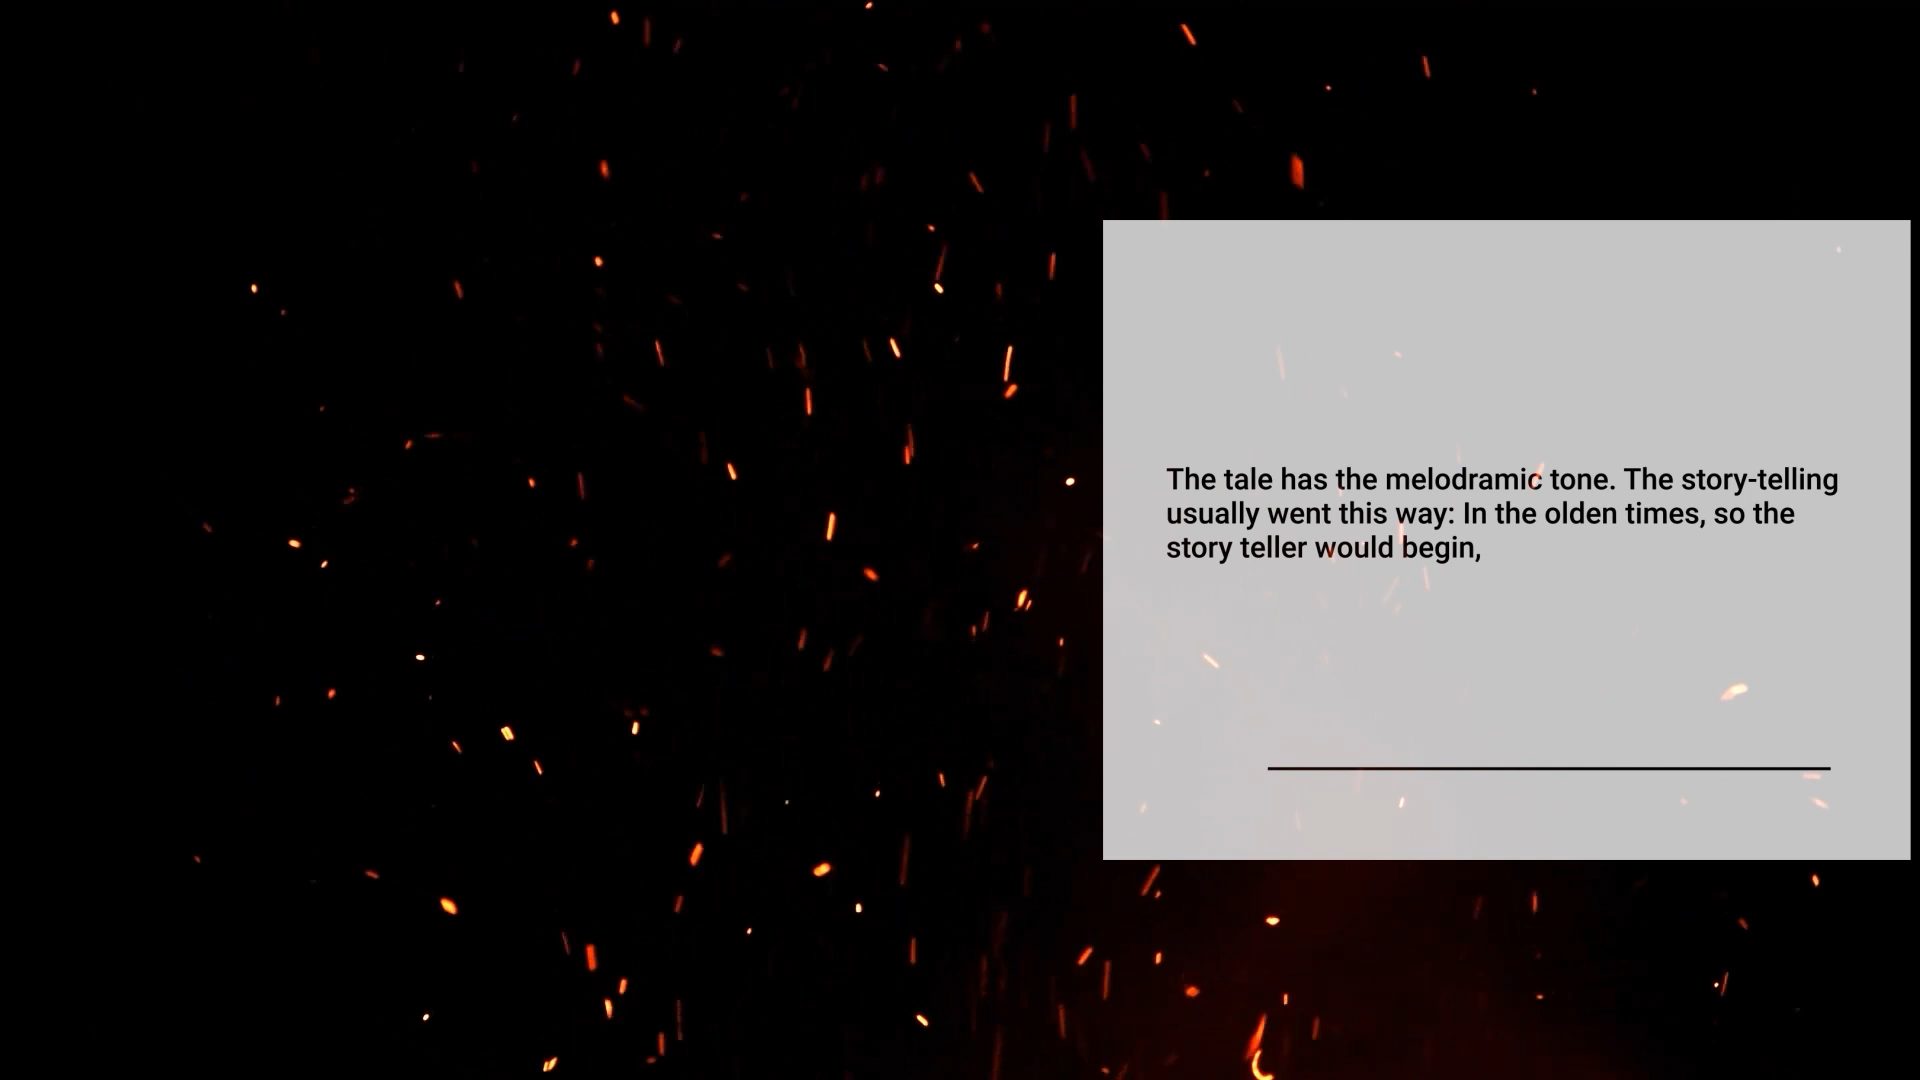 The tale has the melodramic tone. The story-telling
usually went this way: In the olden times, so the
story teller would begin,